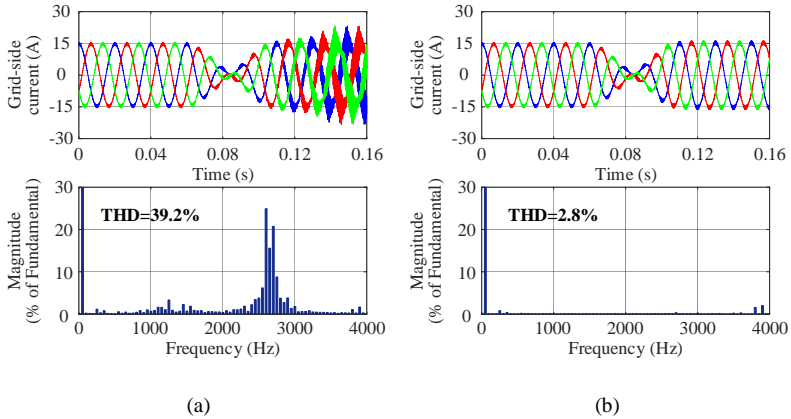 30
15
0
-15
-30
Grid-side
current (A)
0
0.04
0.08
0.12
0.16
Time (s)
30
20
10
0
Magnitude
(% of Fundamental)
THD=39.2%
0
1000
2000
3000
4000
Frequency (Hz)
(a)
30
15
0
-15
-30
Grid-side
current (A)
0
0.04
0.08
0.12
0.16
Time (s)
30
20
10
0
Magnitude
(% of Fundamental)
THD=2.8%
0
1000
2000
3000
4000
Frequency (Hz)
(b)